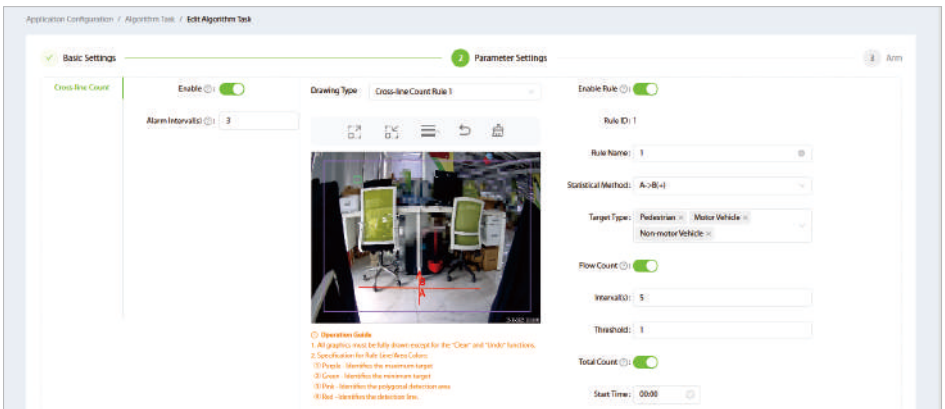 Application Configuration / Algorithm Task / Edit Algorithm Task
Basic Settings
2 Parameter Settings
3 Arm
Cross-line Count
Enable
Alarm Interval(s) : 3
Drawing Type Cross-line Count Rule 1
B
A
Operation Guide
1. All graphics must be fully drawn except for the "Clear" and "Undo" functions.
2. Specification for Rule Line/Area Colors:
① Purple - Identifies the maximum target
② Green - Identifies the minimum target
③ Pink - Identifies the polygonal detection area
④ Red - Identifies the detection line.
Enable Rule
Rule ID: 1
Rule Name: 1
Statistical Method: A->B(+)
Target Type: Pedestrian × Motor Vehicle ×
Non-motor Vehicle ×
Flow Count
Interval(s): 5
Threshold: 1
Total Count
Start Time: 00:00